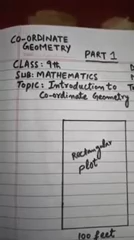 CO-ORDINATE
GEOMETRY
PART 1
CLASS: 9th
SUB: MATHEMATICS
TOPIC: Introduction to
Co-ordinate Geometry
Rectangular
plot
100 feet